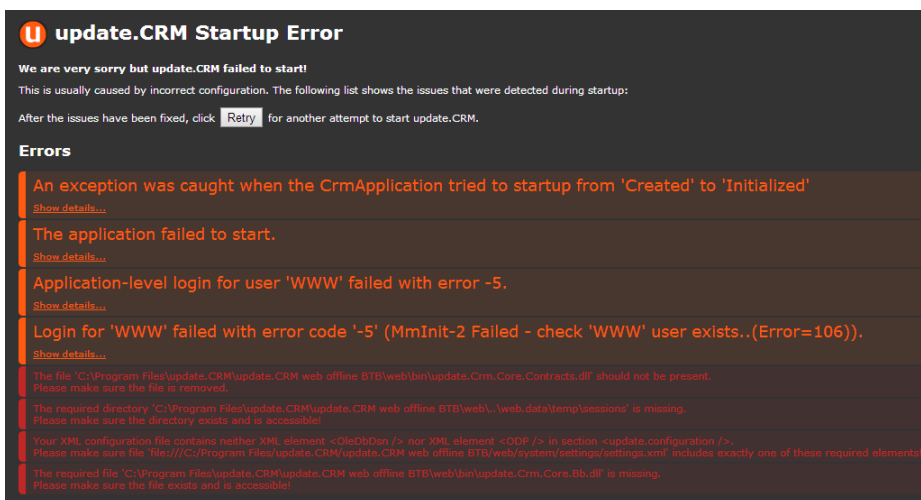 u update.CRM Startup Error
We are very sorry but update.CRM failed to start!
This is usually caused by incorrect configuration. The following list shows the issues that were detected during startup:
After the issues have been fixed, click Retry for another attempt to start update.CRM.
Errors
An exception was caught when the CrmApplication tried to startup from 'Created' to 'Initialized'
Show details...
The application failed to start.
Show details...
Application-level login for user 'WWW' failed with error -5.
Show details...
Login for 'WWW' failed with error code '-5' (MmInit-2 Failed - check 'WWW' user exists..(Error=106)).
Show details...
The file 'C:\Program Files\update.CRM\update.CRM web offline BTB\web\bin\update.Crm.Core.Contracts.dll' should not be present.
Please make sure the file is removed.
The required directory 'C:\Program Files\update.CRM\update.CRM web offline BTB\web\..\web.data\temp\sessions' is missing.
Please make sure the directory exists and is accessible!
Your XML configuration file contains neither XML element <OleDbDsn /> nor XML element <ODP /> in section <update.configuration />.
Please make sure file 'file:///C:/Program Files/update.CRM/update.CRM web offline BTB/web/system/settings/settings.xml' includes exactly one of these required elements!
The required file 'C:\Program Files\update.CRM\update.CRM web offline BTB\web\bin\update.Crm.Core.Bb.dll' is missing.
Please make sure the file exists and is accessible!